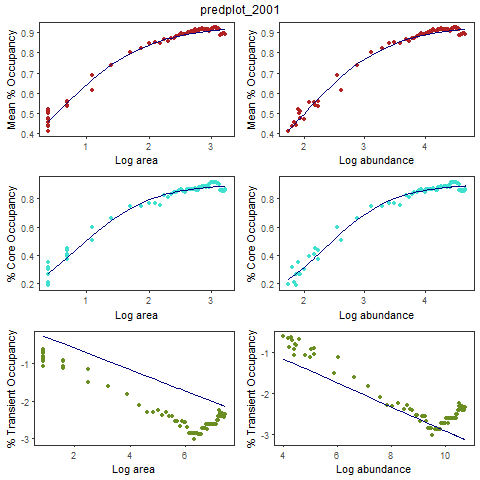 predplot_2001
Mean % Occupancy
0.9
0.8
0.7
0.6
0.5
0.4
1 2 3
Log area
Mean % Occupancy
0.9
0.8
0.7
0.6
0.5
0.4
2 3 4
Log abundance
% Core Occupancy
0.8
0.6
0.4
0.2
1 2 3
Log area
% Core Occupancy
0.8
0.6
0.4
0.2
2 3 4
Log abundance
% Transient Occupancy
-1
-2
-3
2 4 6
Log area
% Transient Occupancy
-1
-2
-3
4 6 8 10
Log abundance